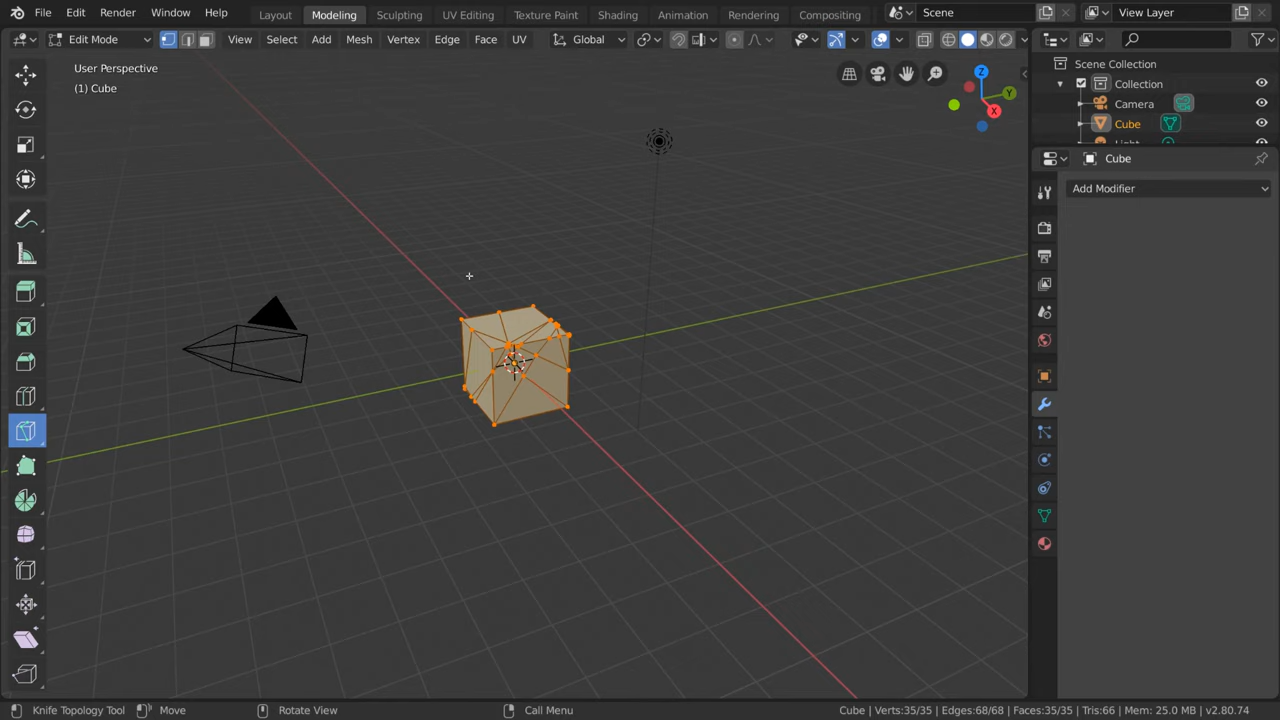 File Edit Render Window Help Layout Modeling Sculpting UV Editing Texture Paint Shading Animation Rendering Compositing Scene View Layer
Edit Mode View Select Add Mesh Vertex Edge Face UV Global
User Perspective
(1) Cube
Z
Y
X
Scene Collection
Collection
Camera
Cube
Cube
Add Modifier
Knife Topology Tool Move Rotate View Call Menu Cube | Verts:35/35 | Edges:68/68 | Faces:35/35 | Tris:66 | Mem: 25.0 MB | v2.80.74